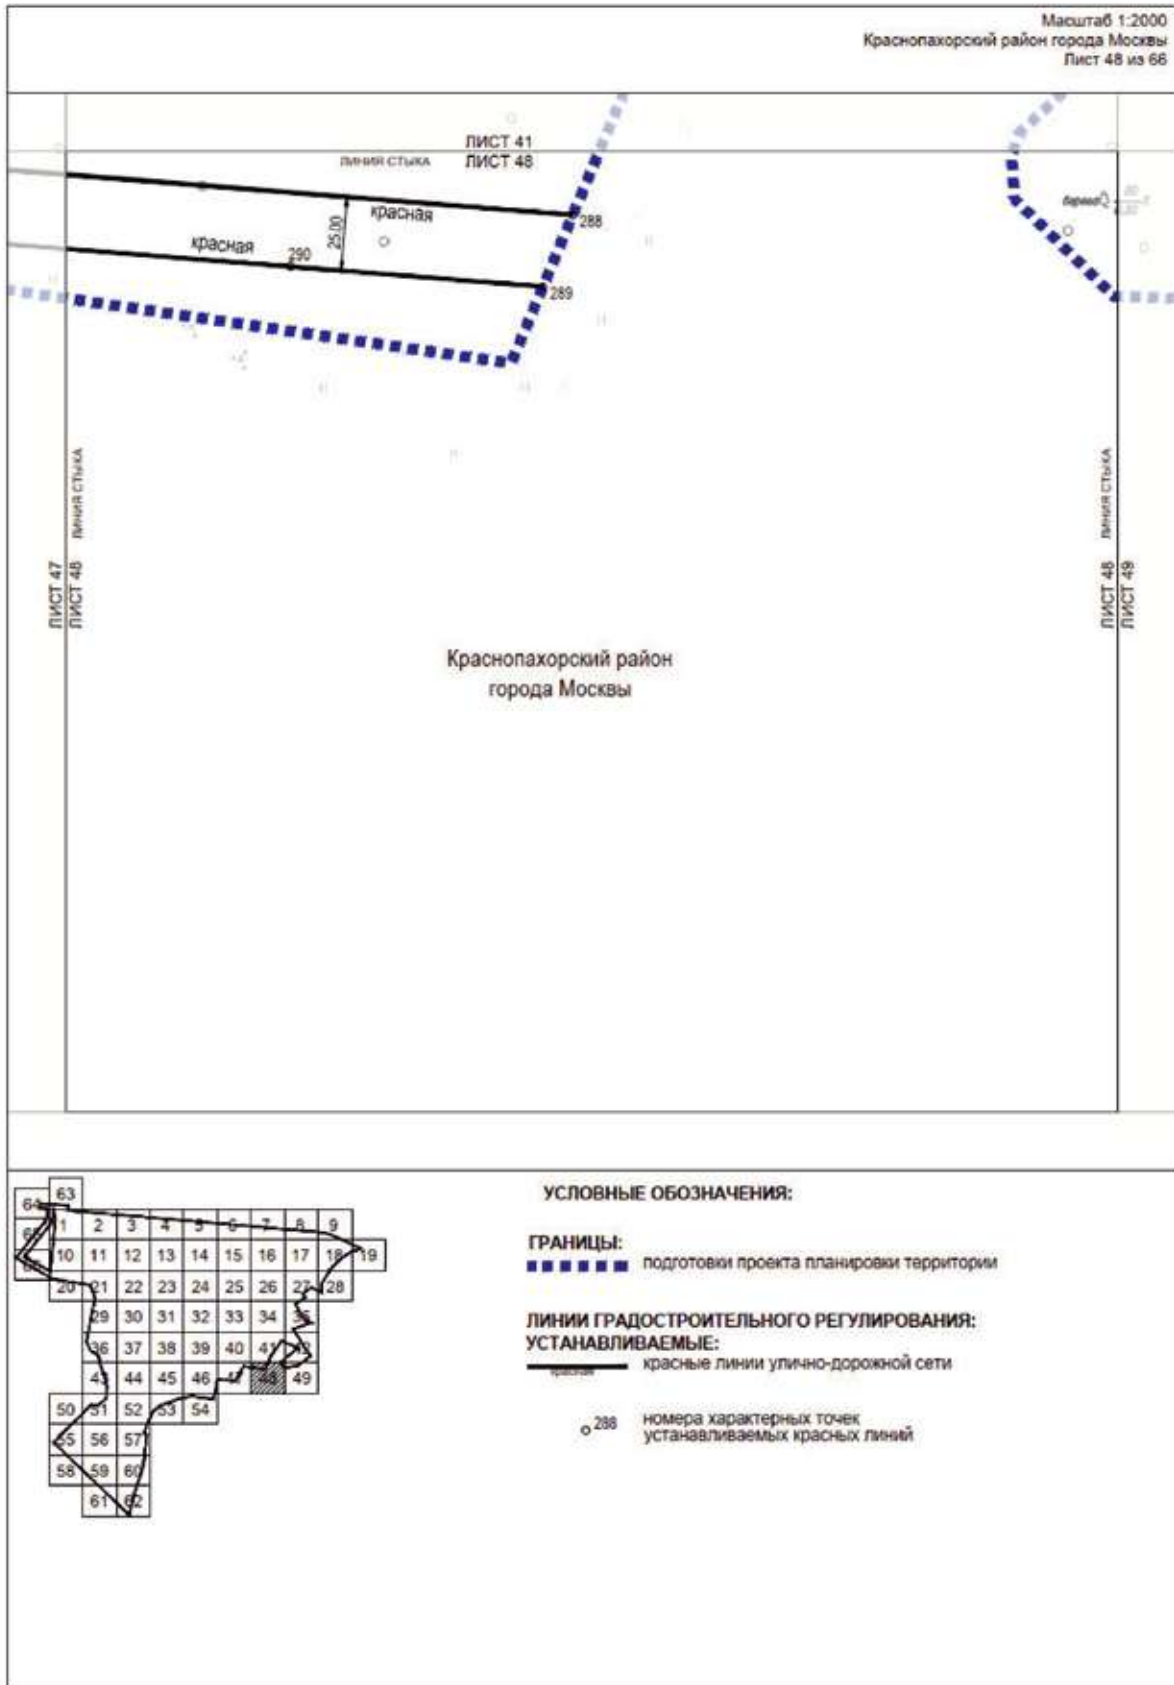 Масштаб 1:2000
Краснопахорский район города Москвы
Лист 48 из 66
ЛИСТ 41
ЛИНИЯ СТЫКА ЛИСТ 48
красная
288
25.00
красная
290
289
ЛИНИЯ СТЫКА
ЛИСТ 47
ЛИСТ 48
ЛИНИЯ СТЫКА
ЛИСТ 48
ЛИСТ 49
Краснопахорский район
города Москвы
63
64
1 2 3 4 5 6 7 8 9
10 11 12 13 14 15 16 17 18 19
20 21 22 23 24 25 26 27 28
29 30 31 32 33 34 35
36 37 38 39 40 41 42
43 44 45 46 47 48 49
50 51 52 53 54
55 56 57
58 59 60
61 62
УСЛОВНЫЕ ОБОЗНАЧЕНИЯ:
ГРАНИЦЫ:
подготовки проекта планировки территории
ЛИНИИ ГРАДОСТРОИТЕЛЬНОГО РЕГУЛИРОВАНИЯ:
УСТАНАВЛИВАЕМЫЕ:
красные линии улично-дорожной сети
красная
288 номера характерных точек
устанавливаемых красных линий